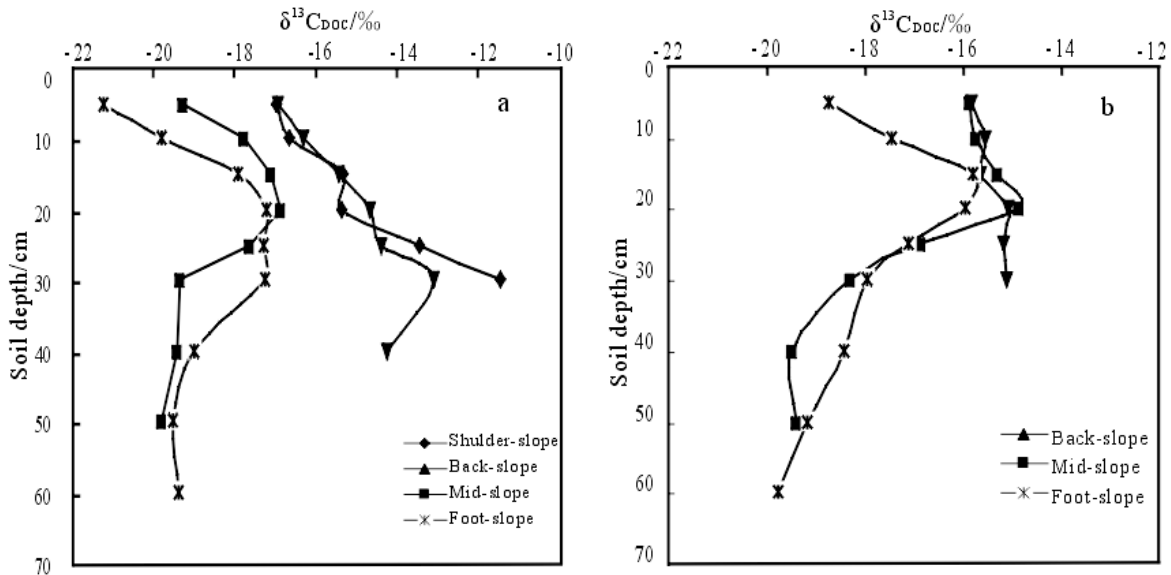 δ¹³CDOC/‰
-22 -20 -18 -16 -14 -12 -10
0
10
20
30
40
50
60
70
Soil depth/cm
a
Shulder-slope
Back-slope
Mid-slope
Foot-slope
δ¹³CDOC/‰
-22 -20 -18 -16 -14 -12
0
10
20
30
40
50
60
70
Soil depth/cm
b
Back-slope
Mid-slope
Foot-slope